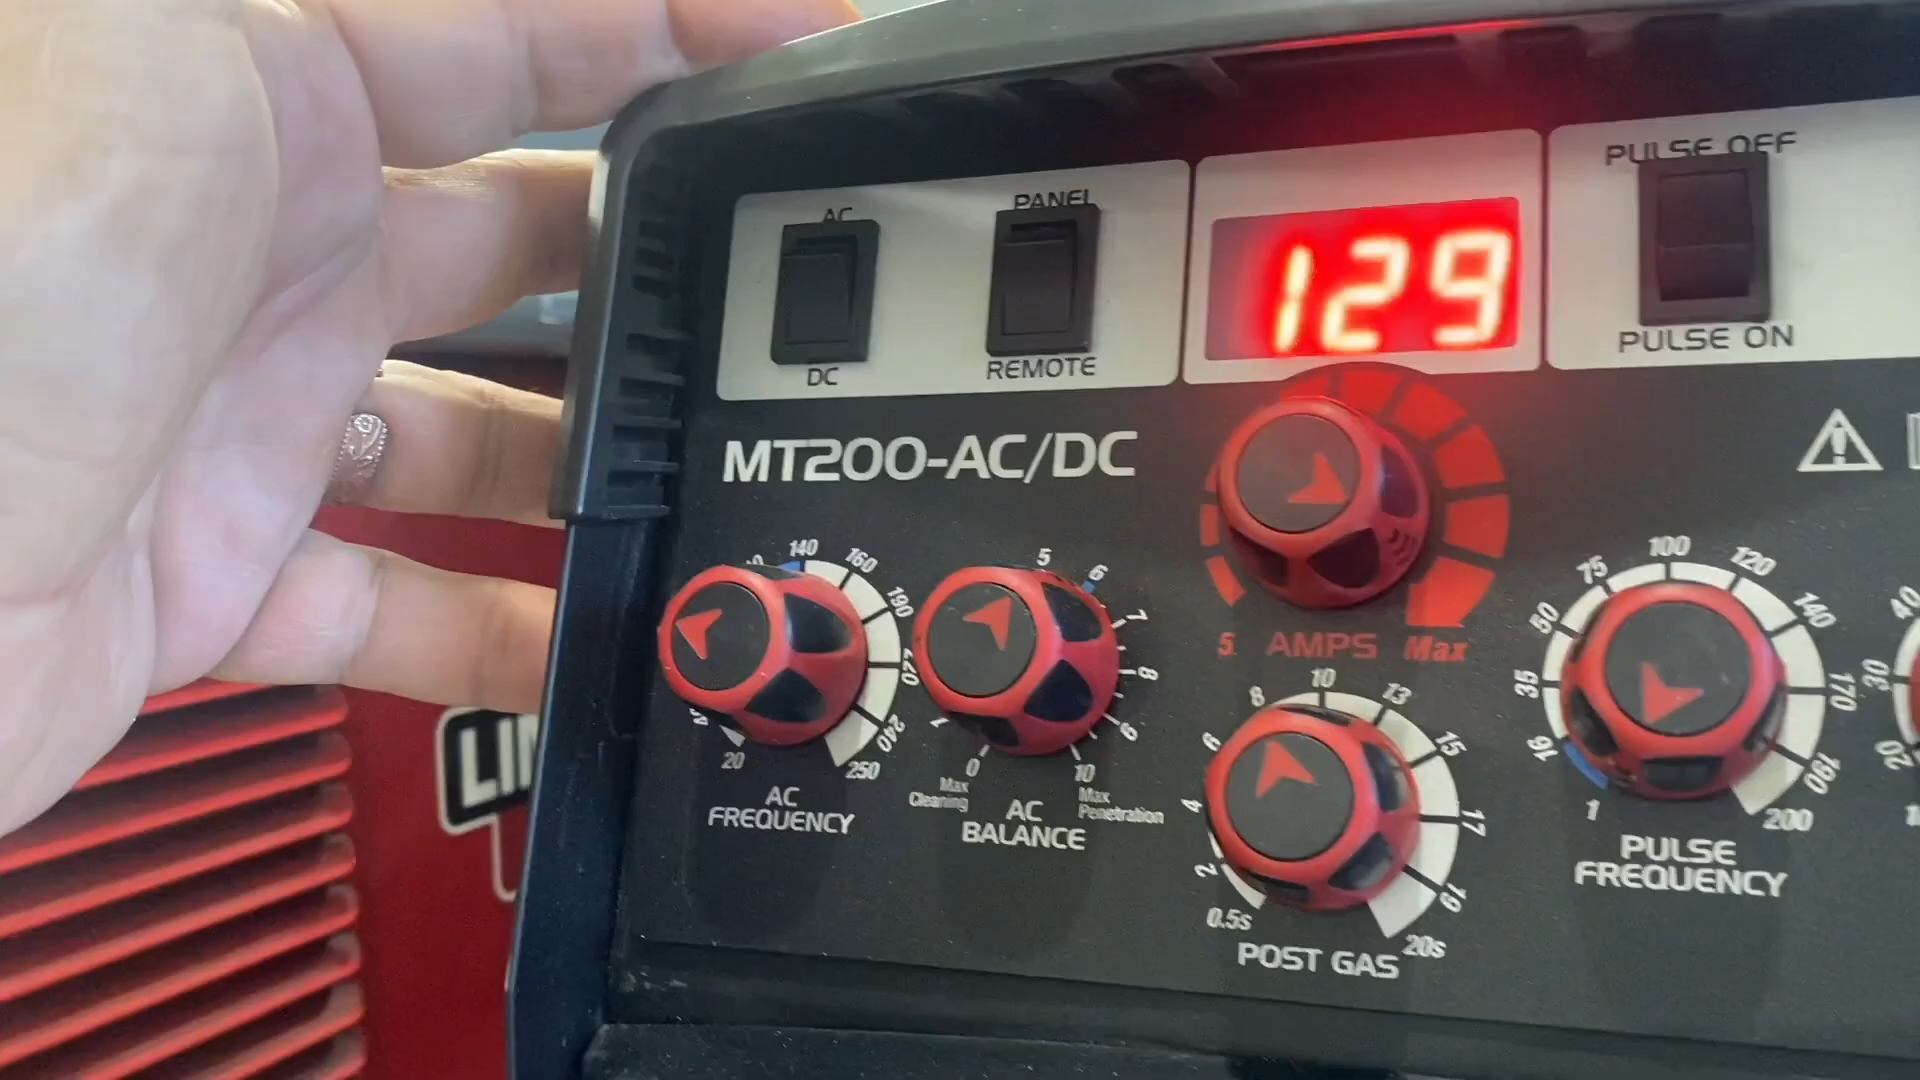 AC
DC
PANEL
REMOTE
129
PULSE OFF
PULSE ON
MT200-AC/DC
5 AMPS Max
20
140
160
190
220
240
250
AC
FREQUENCY
0
1
5
6
7
8
9
10
Max
Cleaning
Max
Penetration
AC
BALANCE
0.5s
2
4
6
8
10
13
15
17
19
20s
POST GAS
1
16
35
50
75
100
120
140
170
190
200
PULSE
FREQUENCY
20
30
40